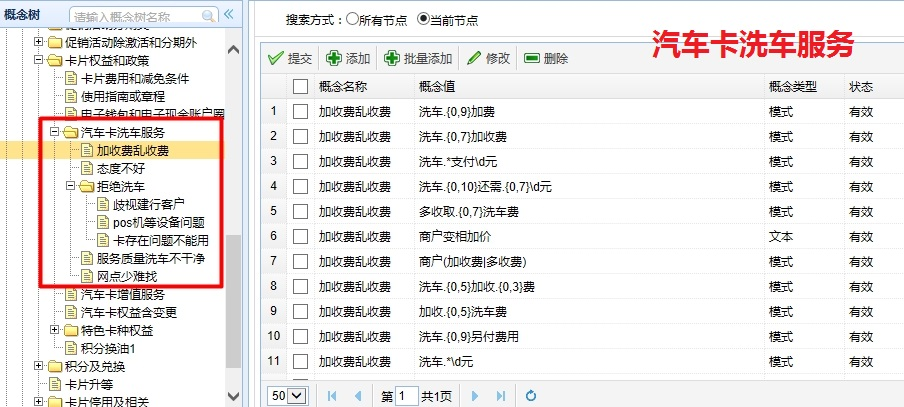 概念树
请输入概念树名称
促销活动除激活和分期外
卡片权益和政策
卡片费用和减免条件
使用指南或章程
电子钱包和电子现金账户圈
汽车卡洗车服务
加收费乱收费
态度不好
拒绝洗车
歧视建行客户
pos机等设备问题
卡存在问题不能用
服务质量洗车不干净
网点少难找
汽车卡增值服务
汽车卡权益含变更
特色卡种权益
积分换油1
积分及兑换
卡片升等
卡片停用及相关
搜索方式： 所有节点 当前节点
汽车卡洗车服务
提交 添加 批量添加 修改 删除
概念名称 概念值 概念类型 状态
1 加收费乱收费 洗车.{0,9}加费 模式 有效
2 加收费乱收费 洗车.{0,7}加收费 模式 有效
3 加收费乱收费 洗车.*支付\d元 模式 有效
4 加收费乱收费 洗车.{0,10}还需.{0,7}\d元 模式 有效
5 加收费乱收费 多收取.{0,7}洗车费 模式 有效
6 加收费乱收费 商户变相加价 文本 有效
7 加收费乱收费 商户(加收费|多收费) 模式 有效
8 加收费乱收费 洗车.{0,5}加收.{0,3}费 模式 有效
9 加收费乱收费 加收.{0,5}洗车费 模式 有效
10 加收费乱收费 洗车.{0,9}另付费用 模式 有效
11 加收费乱收费 洗车.*\d元 模式 有效
50 第 1 共1页